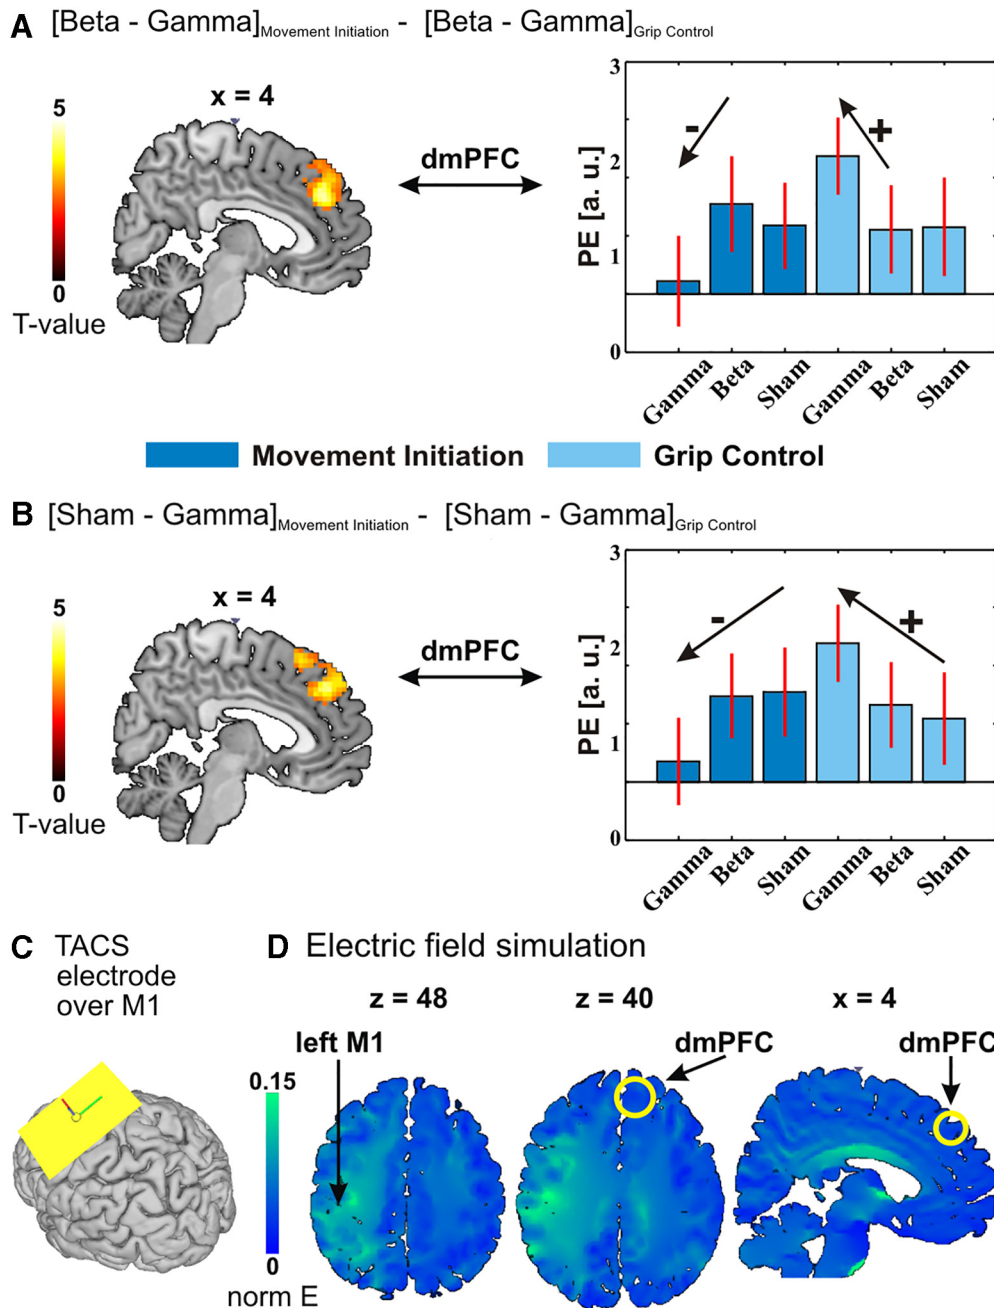 A [Beta - Gamma]Movement Initiation - [Beta - Gamma]Grip Control
x = 4
5
0
T-value
dmPFC
3
2
1
0
PE [a. u.]
-
+
Gamma
Beta
Sham
Gamma
Beta
Sham
Movement Initiation
Grip Control
B [Sham - Gamma]Movement Initiation - [Sham - Gamma]Grip Control
x = 4
5
0
T-value
dmPFC
3
2
1
0
PE [a. u.]
-
+
Gamma
Beta
Sham
Gamma
Beta
Sham
C TACS
electrode
over M1
D Electric field simulation
z = 48
z = 40
x = 4
left M1
dmPFC
dmPFC
0.15
0
norm E